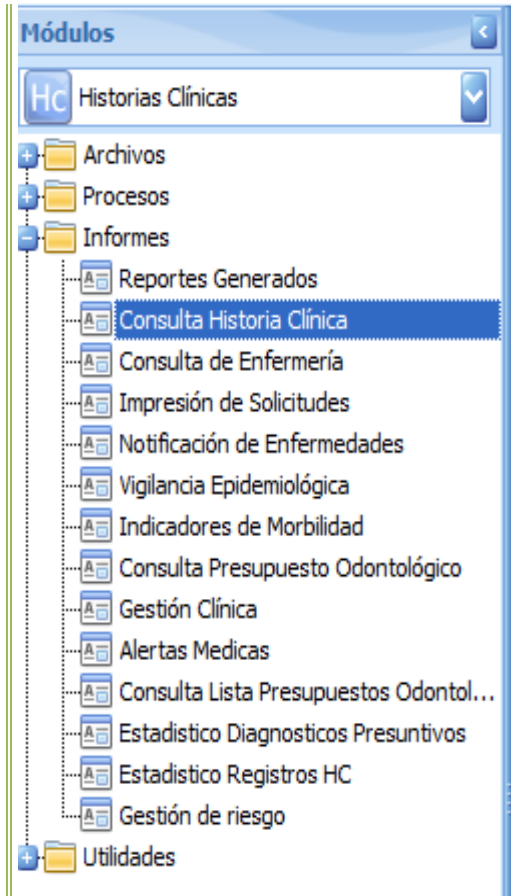 Módulos
Hc Historias Clínicas
Archivos
Procesos
Informes
Reportes Generados
Consulta Historia Clínica
Consulta de Enfermería
Impresión de Solicitudes
Notificación de Enfermedades
Vigilancia Epidemiológica
Indicadores de Morbilidad
Consulta Presupuesto Odontológico
Gestión Clínica
Alertas Medicas
Consulta Lista Presupuestos Odontol...
Estadistico Diagnosticos Presuntivos
Estadistico Registros HC
Gestión de riesgo
Utilidades